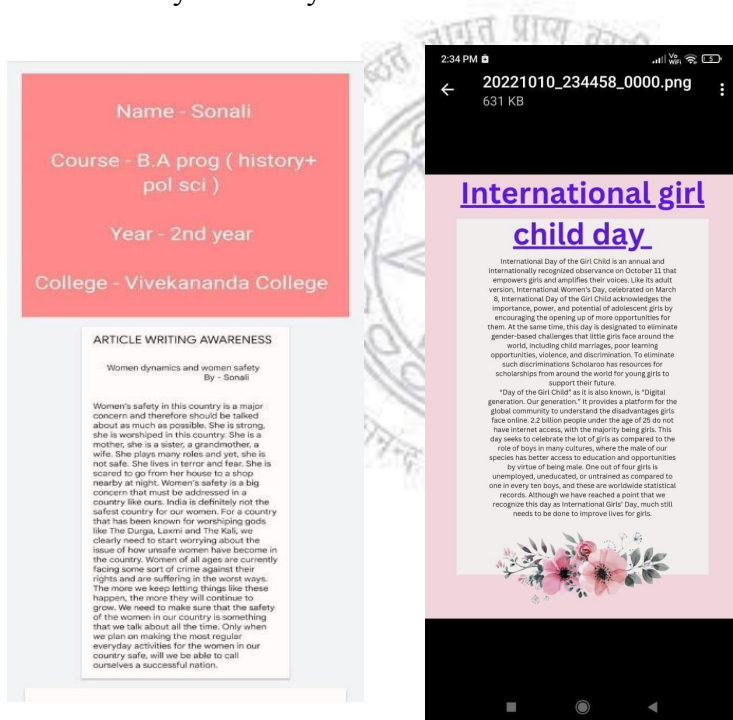 Name - Sonali
Course - B.A prog ( history+
pol sci )
Year - 2nd year
College - Vivekananda College
ARTICLE WRITING AWARENESS
Women dynamics and women safety
By - Sonali
Women's safety in this country is a major
concern and therefore should be talked
about as much as possible. She is strong,
she is worshiped in this country. She is a
mother, she is a sister, a grandmother, a
wife. She plays many roles and yet, she is
not safe. She lives in terror and fear. She is
scared to go from her house to a shop
nearby at night. Women's safety is a big
concern that must be addressed in a
country like ours. India is definitely not the
safest country for our women. For a country
that has been known for worshiping gods
like The Durga, Laxmi and The Kali, we
clearly need to start worrying about the
issue of how unsafe women have become in
the country. Women of all ages are currently
facing some sort of crime against their
rights and are suffering in the worst ways.
The more we keep letting things like these
happen, the more they will continue to
grow. We need to make sure that the safety
of the women in our country is something
that we talk about all the time. Only when
we plan on making the most regular
everyday activities for the women in our
country safe, will we be able to call
ourselves a successful nation.
जाग्रत प्राप्य
2:34 PM
Vo
WiFi
5
20221010_234458_0000.png
631 KB
International girl
child day
International Day of the Girl Child is an annual and
internationally recognized observance on October 11 that
empowers girls and amplifies their voices. Like its adult
version, International Women's Day, celebrated on March
8, International Day of the Girl Child acknowledges the
importance, power, and potential of adolescent girls by
encouraging the opening up of more opportunities for
them. At the same time, this day is designated to eliminate
gender-based challenges that little girls face around the
world, including child marriages, poor learning
opportunities, violence, and discrimination. To eliminate
such discriminations Scholaroo has resources for
scholarships from around the world for young girls to
support their future.
"Day of the Girl Child" as it is also known, is "Digital
generation. Our generation." It provides a platform for the
global community to understand the disadvantages girls
face online. 2.2 billion people under the age of 25 do not
have internet access, with the majority being girls. This
day seeks to celebrate the lot of girls as compared to the
role of boys in many cultures, where the male of our
species has better access to education and opportunities
by virtue of being male. One out of four girls is
unemployed, uneducated, or untrained as compared to
one in every ten boys, and these are worldwide statistical
records. Although we have reached a point that we
recognize this day as International Girls' Day, much still
needs to be done to improve lives for girls.